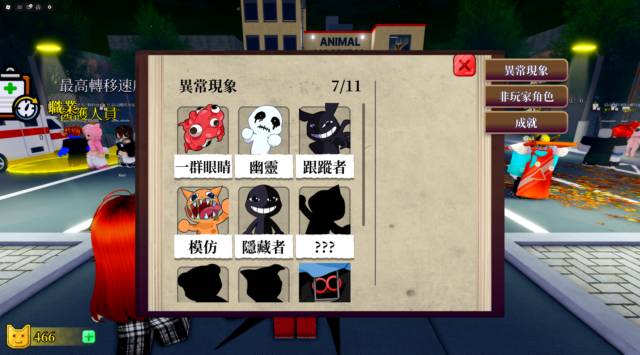 ANIMAL
異常現象 7/11
一群眼睛 幽靈 跟蹤者
模仿 隱藏者 ???
異常現象
非玩家角色
成就
最高轉移速
職業
醫護人員
466